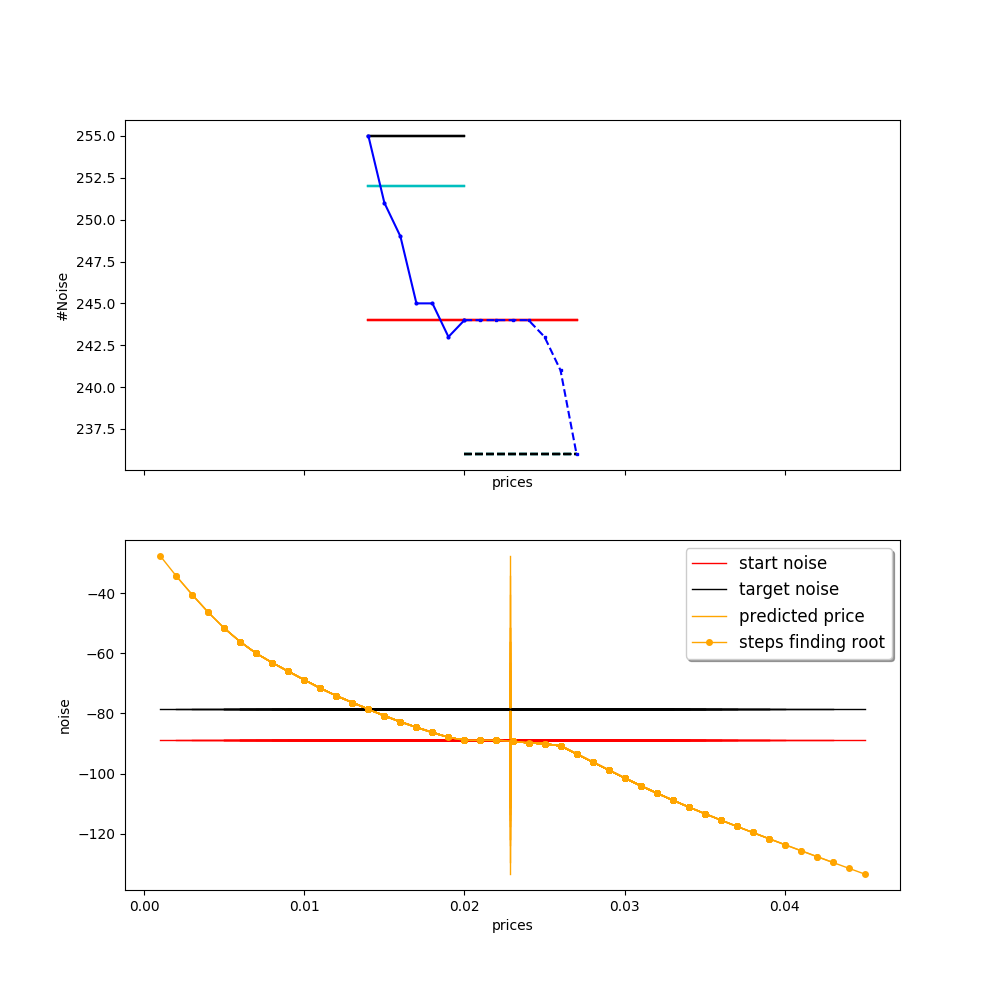 255.0
252.5
250.0
247.5
245.0
242.5
240.0
237.5
#Noise
prices
−40
−60
−80
−100
−120
noise
start noise
target noise
predicted price
steps finding root
0.00 0.01 0.02 0.03 0.04
prices